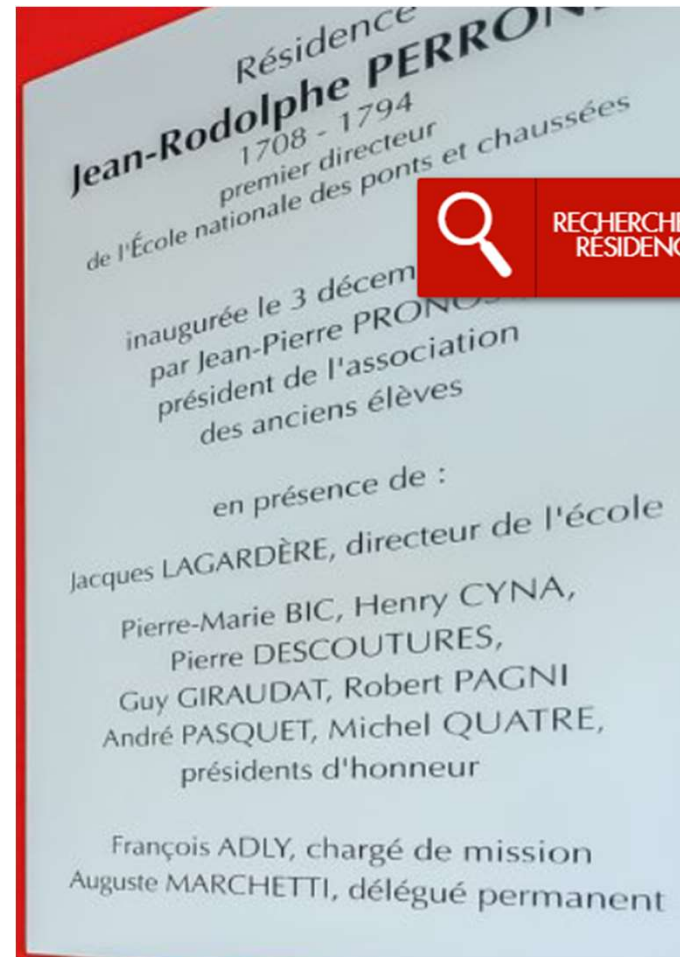 Résidence
Jean-Rodolphe
1708 - 1794
premier directeur
de l'École nationale des ponts et chaussées
RECHERCHE
inaugurée le 3
par Jean-Pierre
président de l'association
des anciens élèves
en présence de :
Jacques LAGARDÈRE, directeur de l'école
Pierre-Marie BIC, Henry CYNA,
Pierre DESCOUTURES,
Guy GIRAUDAT, Robert PAGNI
André PASQUET, Michel QUATRE,
présidents d'honneur
François ADLY, chargé de mission
Auguste MARCHETTI, délégué permanent